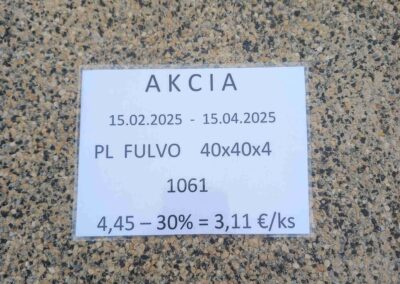 AKCIA
15.02.2025 - 15.04.2025
PL FULVO 40x40x4
1061
4,45 – 30% = 3,11 €/ks